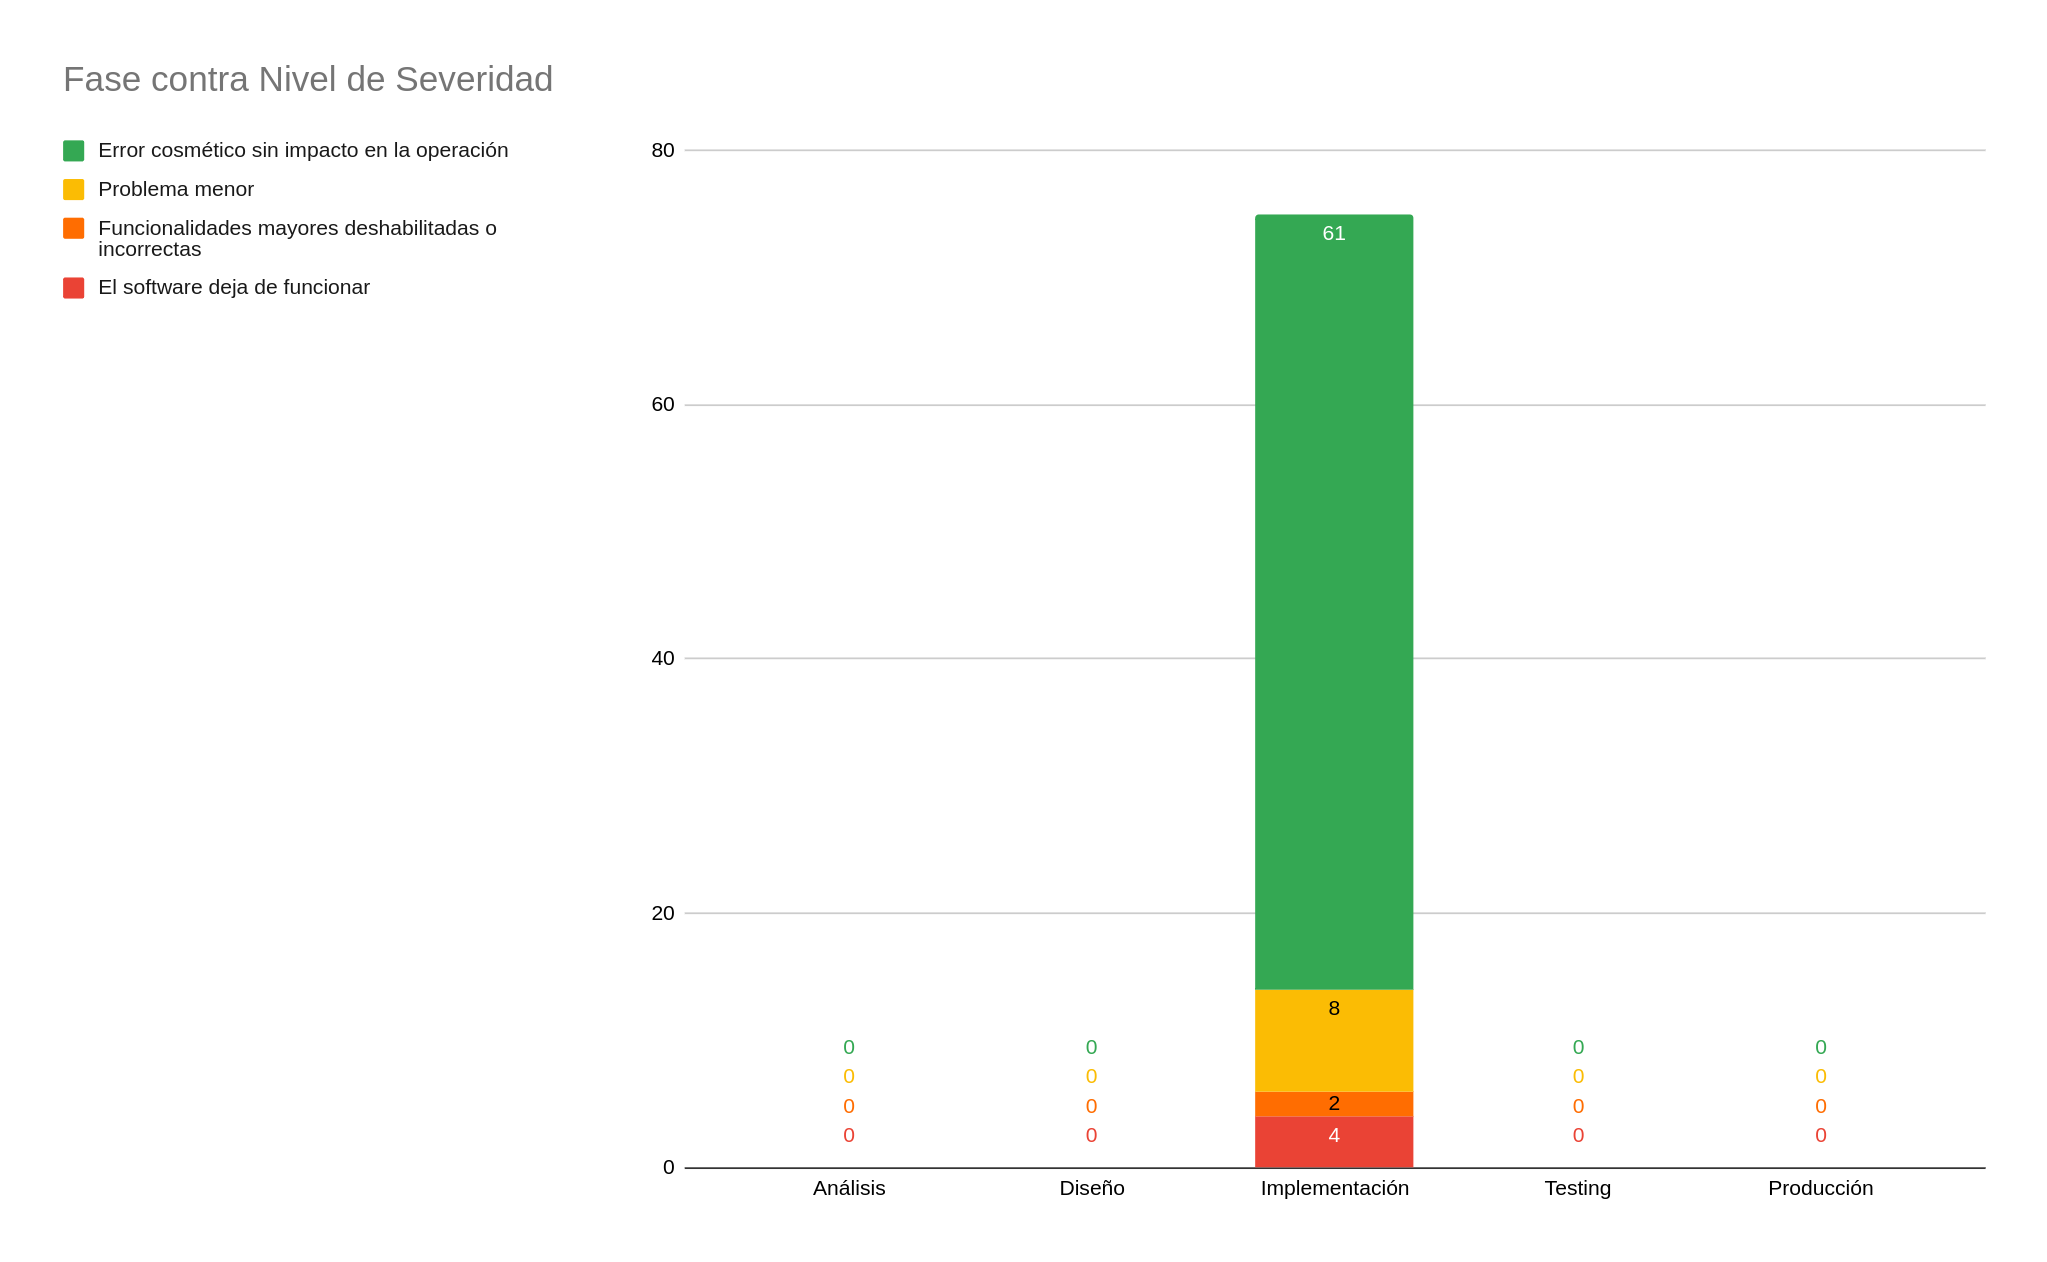 Fase contra Nivel de Severidad
Error cosmético sin impacto en la operación
Problema menor
Funcionalidades mayores deshabilitadas o
incorrectas
El software deja de funcionar
80
60
40
20
0
61
8
2
4
0 0 0 0
0 0 0 0
0 0 0 0
0 0 0 0
Análisis Diseño Implementación Testing Producción